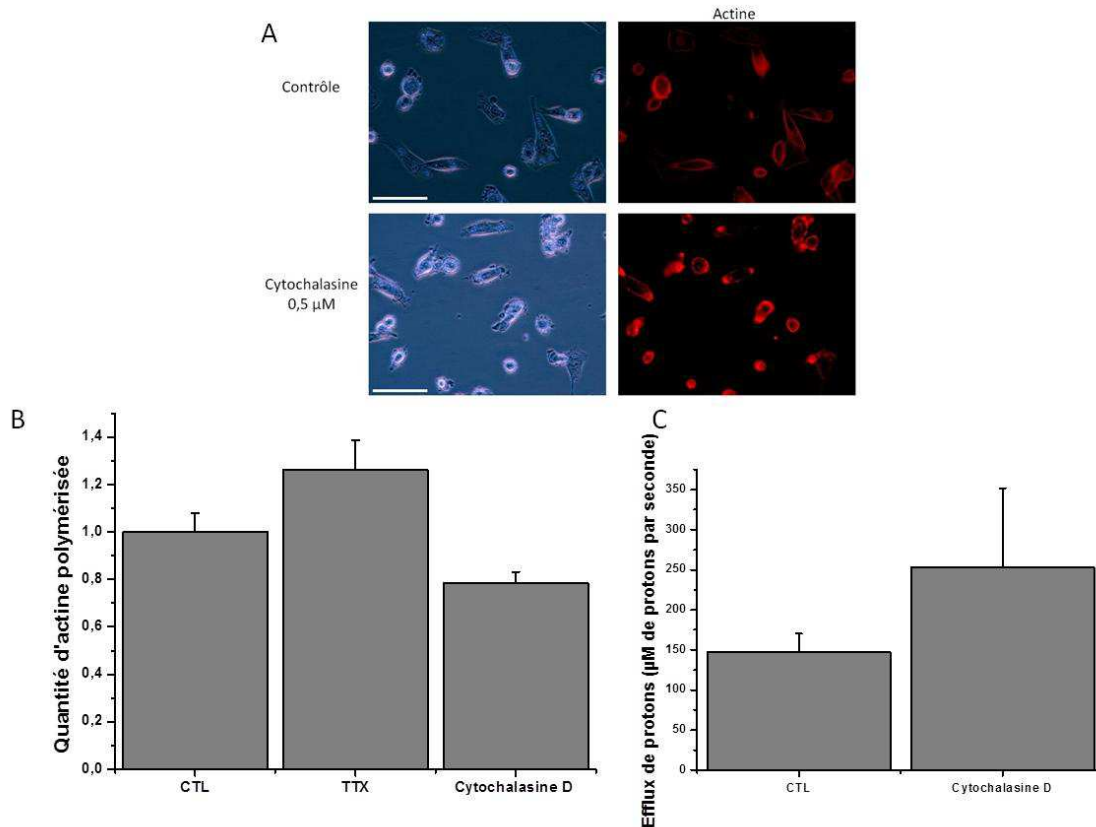 A
Actine
Contrôle
Cytochalasine
0,5 µM
B
Quantité d'actine polymérisée
1,4
1,2
1,0
0,8
0,6
0,4
0,2
0,0
CTL
TTX
Cytochalasine D
C
Efflux de protons (µM de protons par seconde)
350
300
250
200
150
100
50
0
CTL
Cytochalasine D